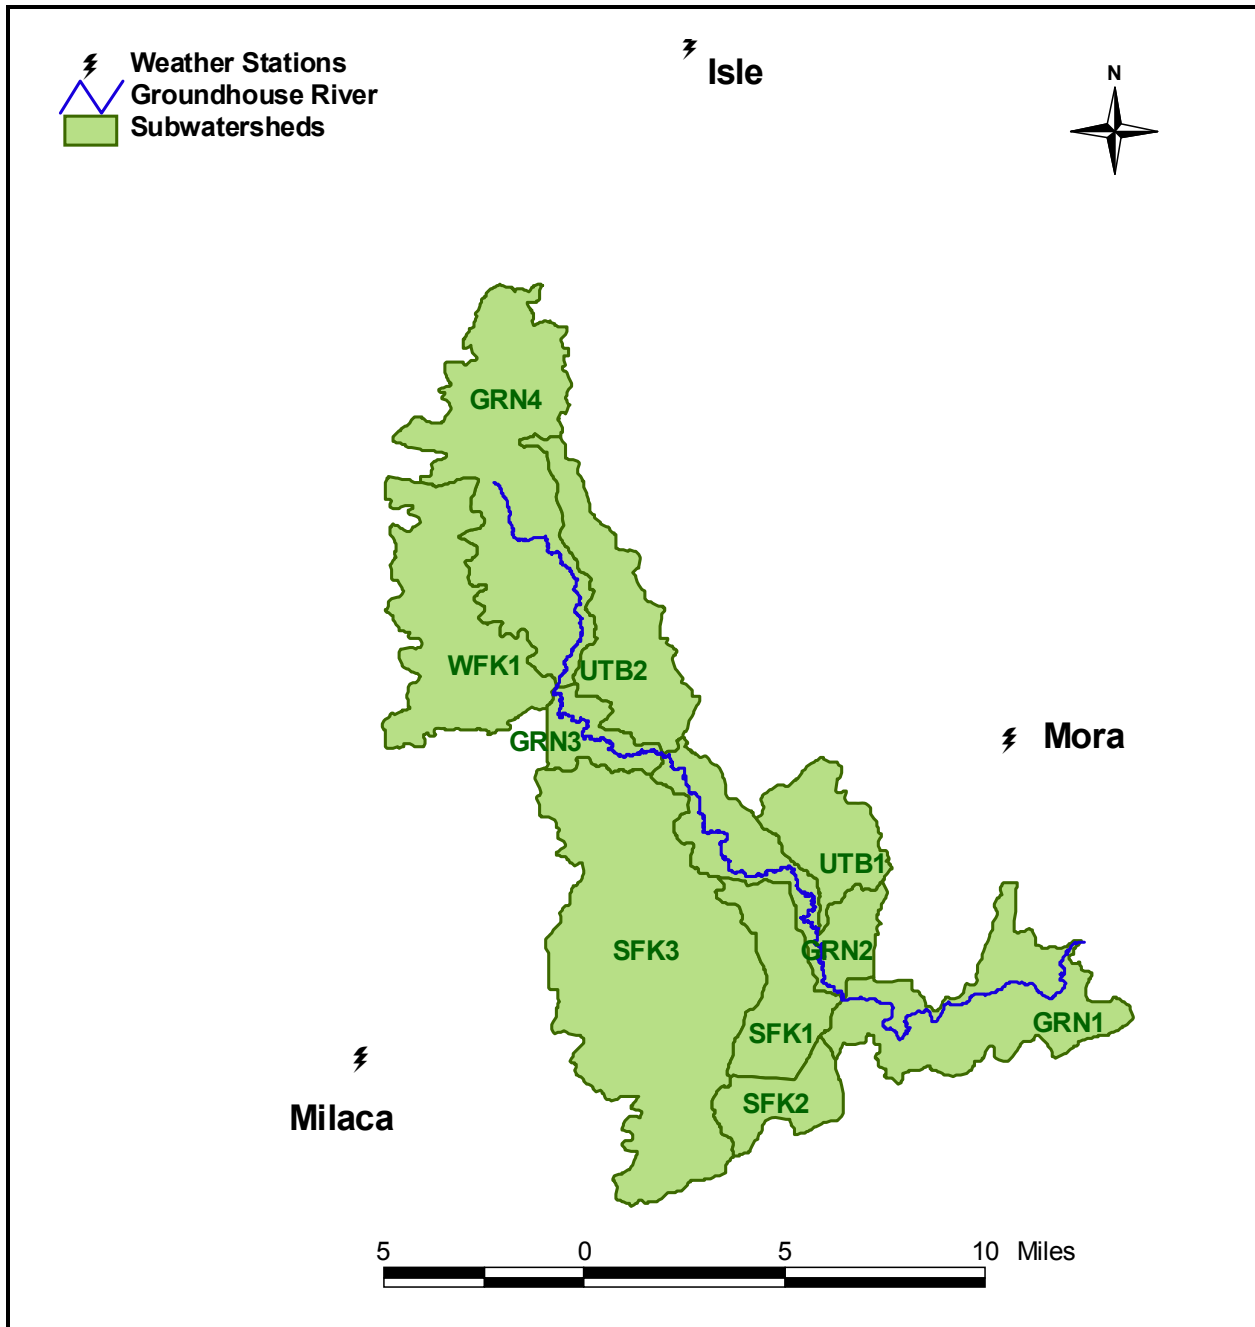 Weather Stations
Groundhouse River
Subwatersheds
Isle
N
GRN4
WFK1
UTB2
GRN3
Mora
UTB1
SFK3
GRN2
SFK1
GRN1
SFK2
Milaca
5 0 5 10 Miles